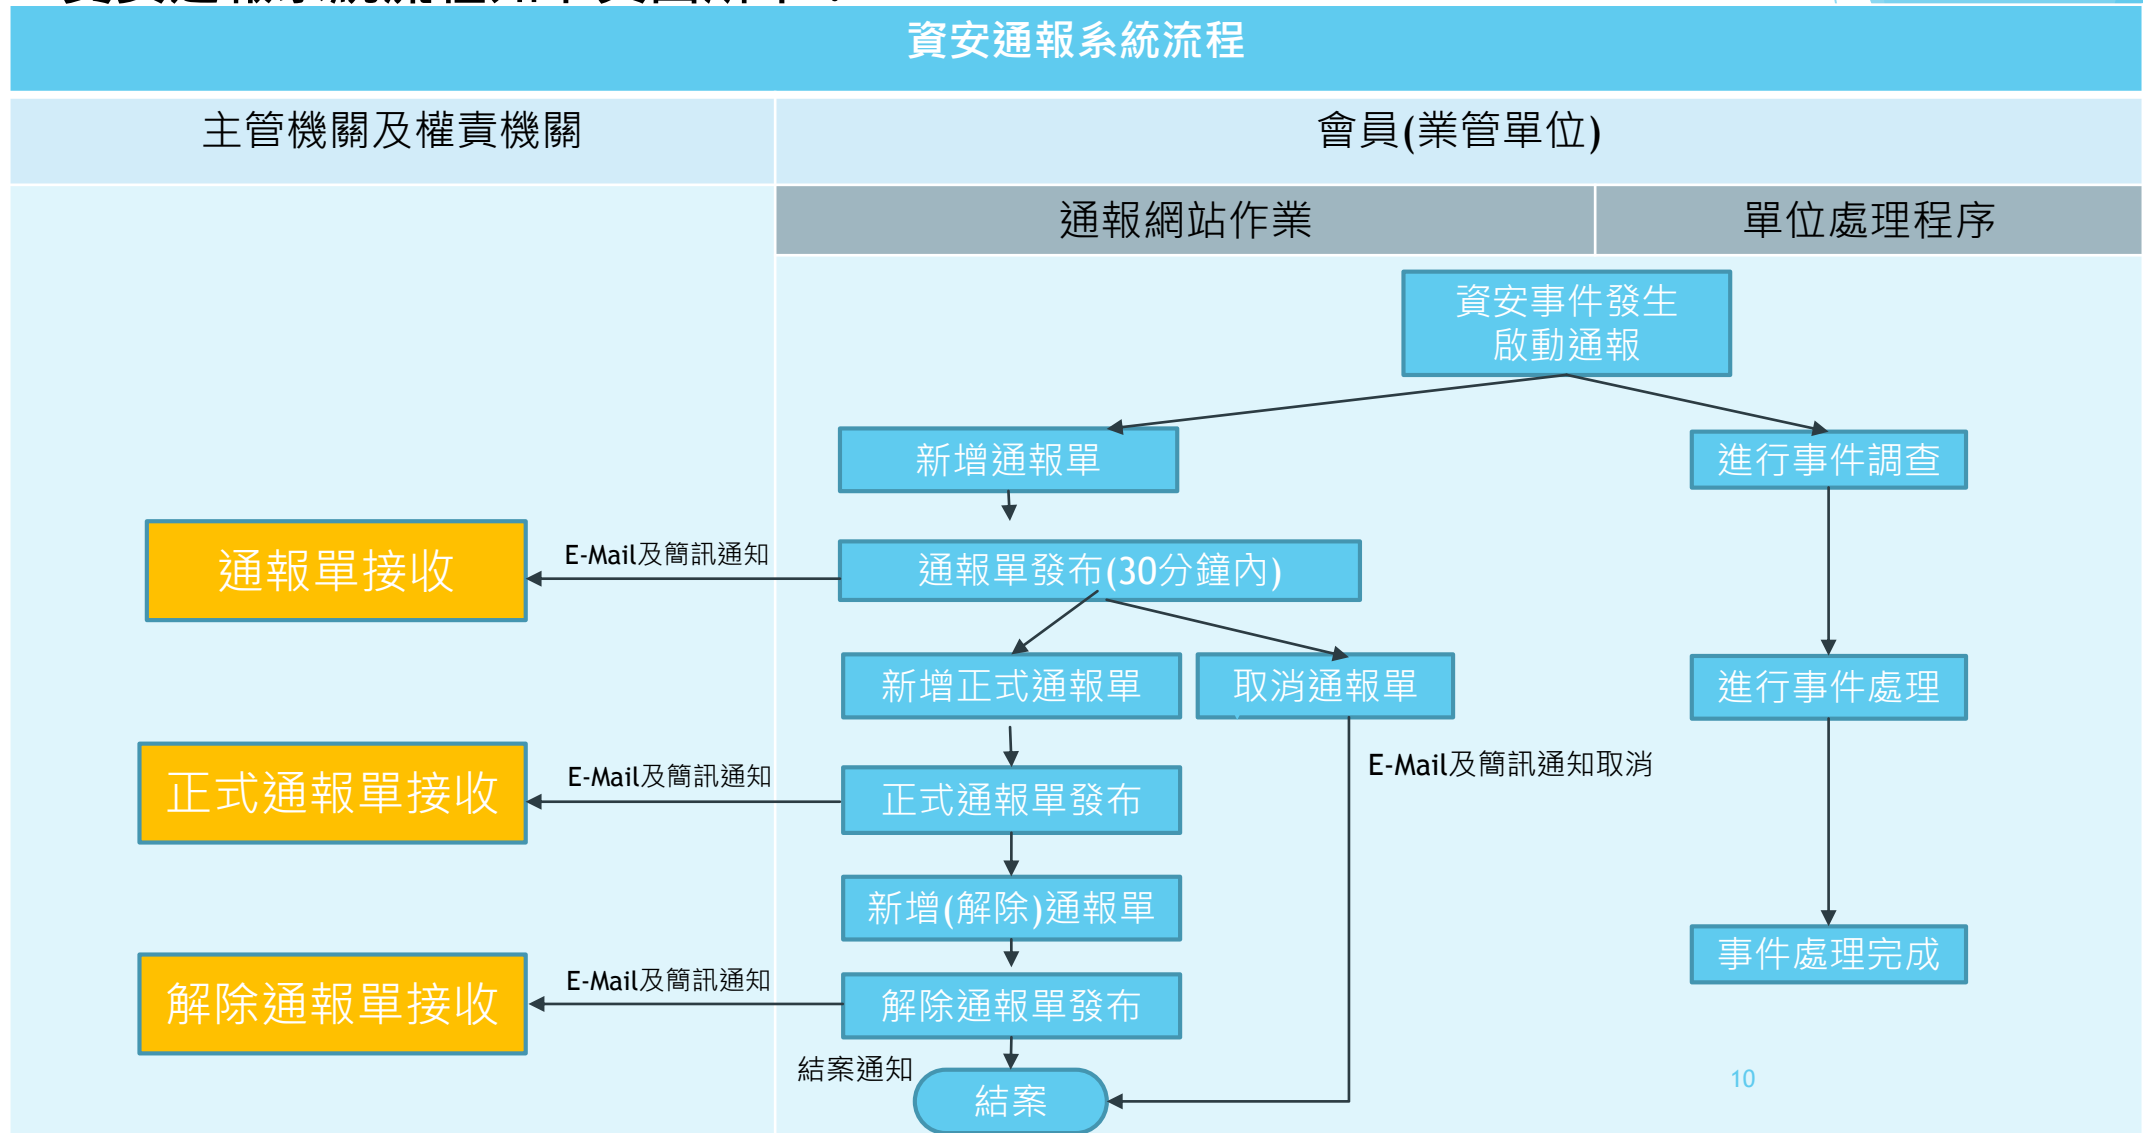 資安通報系統流程
主管機關及權責機關
會員(業管單位)
通報網站作業
單位處理程序
資安事件發生
啟動通報
新增通報單
進行事件調查
通報單接收
E-Mail及簡訊通知
通報單發布(30分鐘內)
新增正式通報單
取消通報單
進行事件處理
正式通報單接收
E-Mail及簡訊通知
正式通報單發布
E-Mail及簡訊通知取消
新增(解除)通報單
事件處理完成
解除通報單接收
E-Mail及簡訊通知
解除通報單發布
結案通知
結案
10